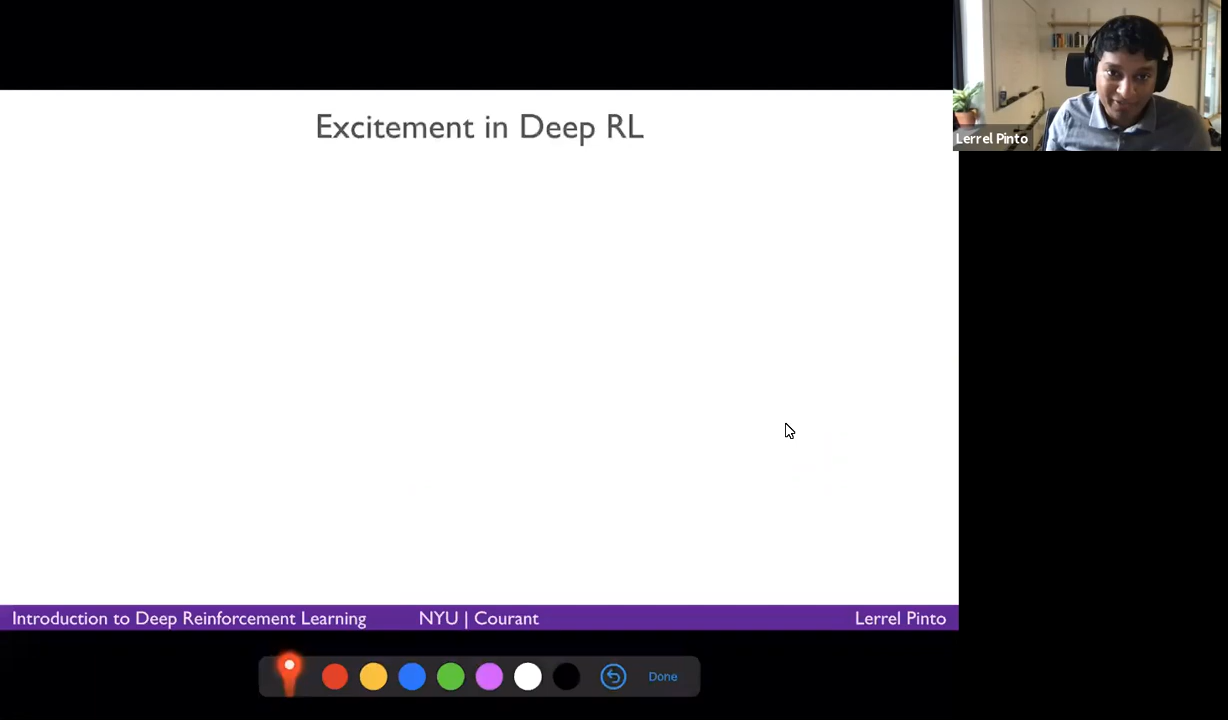 Excitement in Deep RL
Lerrel Pinto
Introduction to Deep Reinforcement Learning
NYU | Courant
Lerrel Pinto
Done